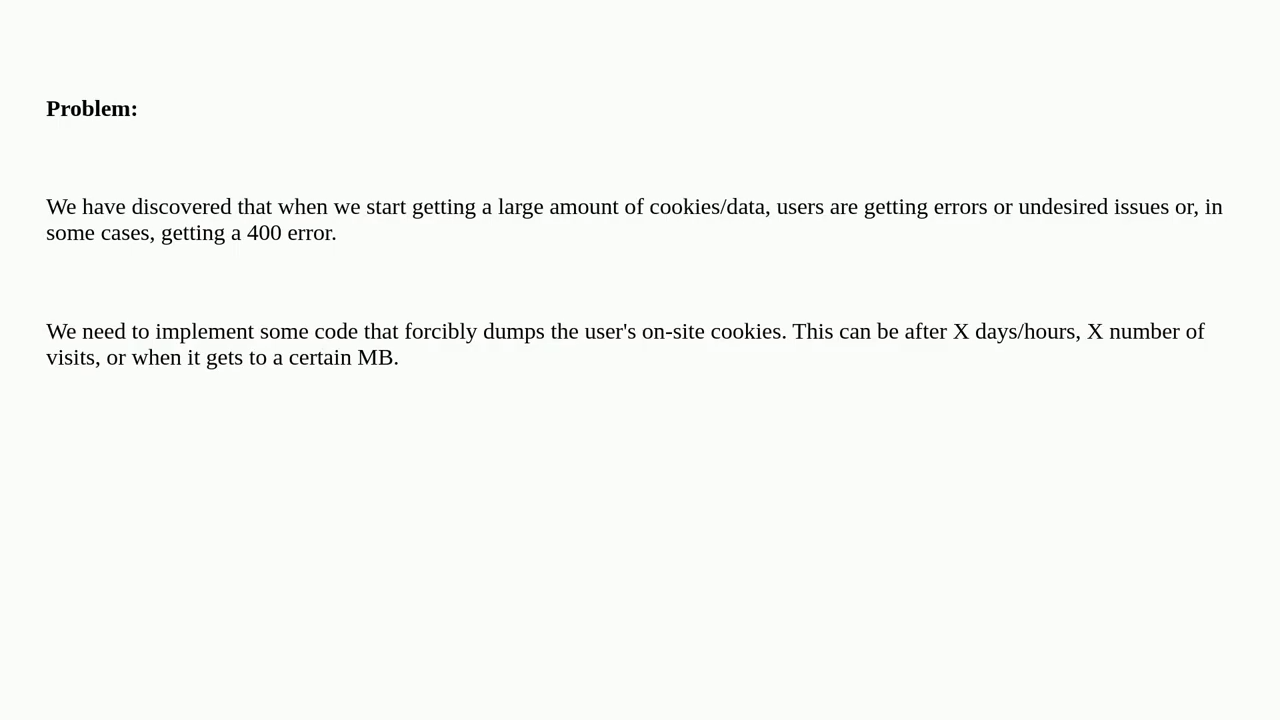 Problem:
We have discovered that when we start getting a large amount of cookies/data, users are getting errors or undesired issues or, in
some cases, getting a 400 error.
We need to implement some code that forcibly dumps the user's on-site cookies. This can be after X days/hours, X number of
visits, or when it gets to a certain MB.